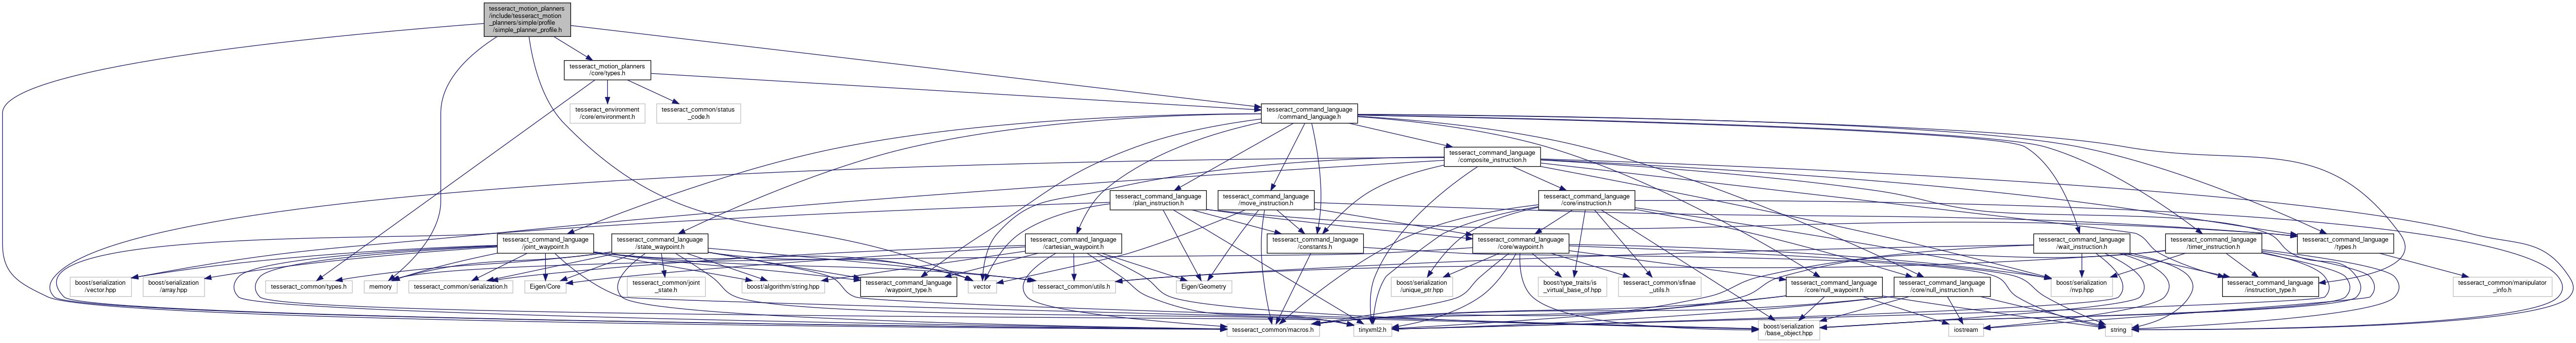 tesseract_motion_planners
/include/tesseract_motion
_planners/simple/profile
/simple_planner_profile.h
tesseract_motion_planners
/core/types.h
tesseract_environment
/core/environment.h
tesseract_common/status
_code.h
tesseract_command_language
/command_language.h
tesseract_command_language
/composite_instruction.h
tesseract_command_language
/plan_instruction.h
tesseract_command_language
/move_instruction.h
tesseract_command_language
/core/instruction.h
tesseract_command_language
/joint_waypoint.h
tesseract_command_language
/state_waypoint.h
tesseract_command_language
/cartesian_waypoint.h
tesseract_command_language
/constants.h
tesseract_command_language
/core/waypoint.h
tesseract_command_language
/wait_instruction.h
tesseract_command_language
/timer_instruction.h
tesseract_command_language
/types.h
boost/serialization
/vector.hpp
boost/serialization
/array.hpp
tesseract_common/types.h
memory
tesseract_common/serialization.h
Eigen/Core
tesseract_common/joint
_state.h
boost/algorithm/string.hpp
tesseract_command_language
/waypoint_type.h
vector
tesseract_common/utils.h
Eigen/Geometry
boost/serialization
/unique_ptr.hpp
boost/type_traits/is
_virtual_base_of.hpp
tesseract_common/sfinae
_utils.h
tesseract_command_language
/core/null_waypoint.h
tesseract_command_language
/core/null_instruction.h
boost/serialization
/nvp.hpp
tesseract_command_language
/instruction_type.h
tesseract_common/manipulator
_info.h
tesseract_common/macros.h
tinyxml2.h
boost/serialization
/base_object.hpp
iostream
string